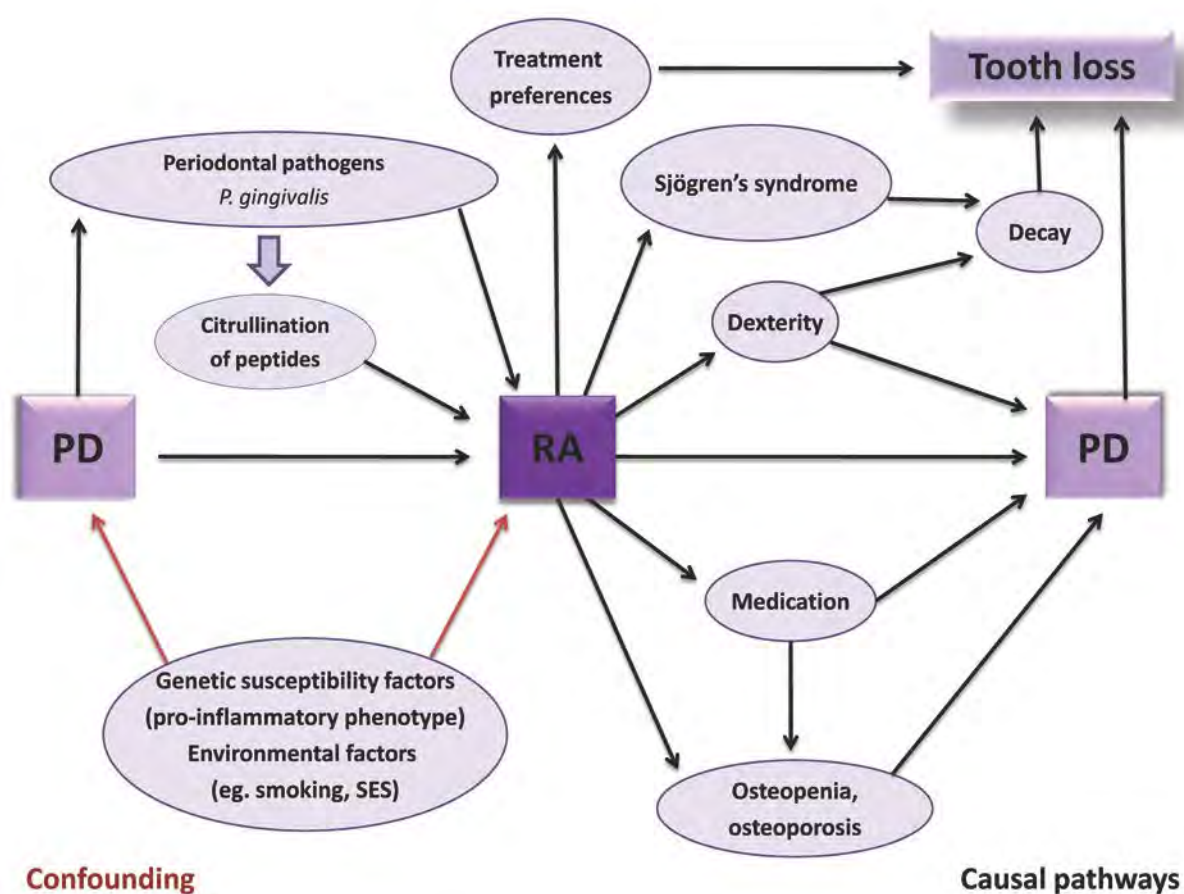 Treatment
preferences
Tooth loss
Periodontal pathogens
P. gingivalis
Sjögren's syndrome
Decay
Citrullination
of peptides
Dexterity
PD
RA
PD
Medication
Genetic susceptibility factors
(pro-inflammatory phenotype)
Environmental factors
(eg. smoking, SES)
Osteopenia,
osteoporosis
Confounding
Causal pathways